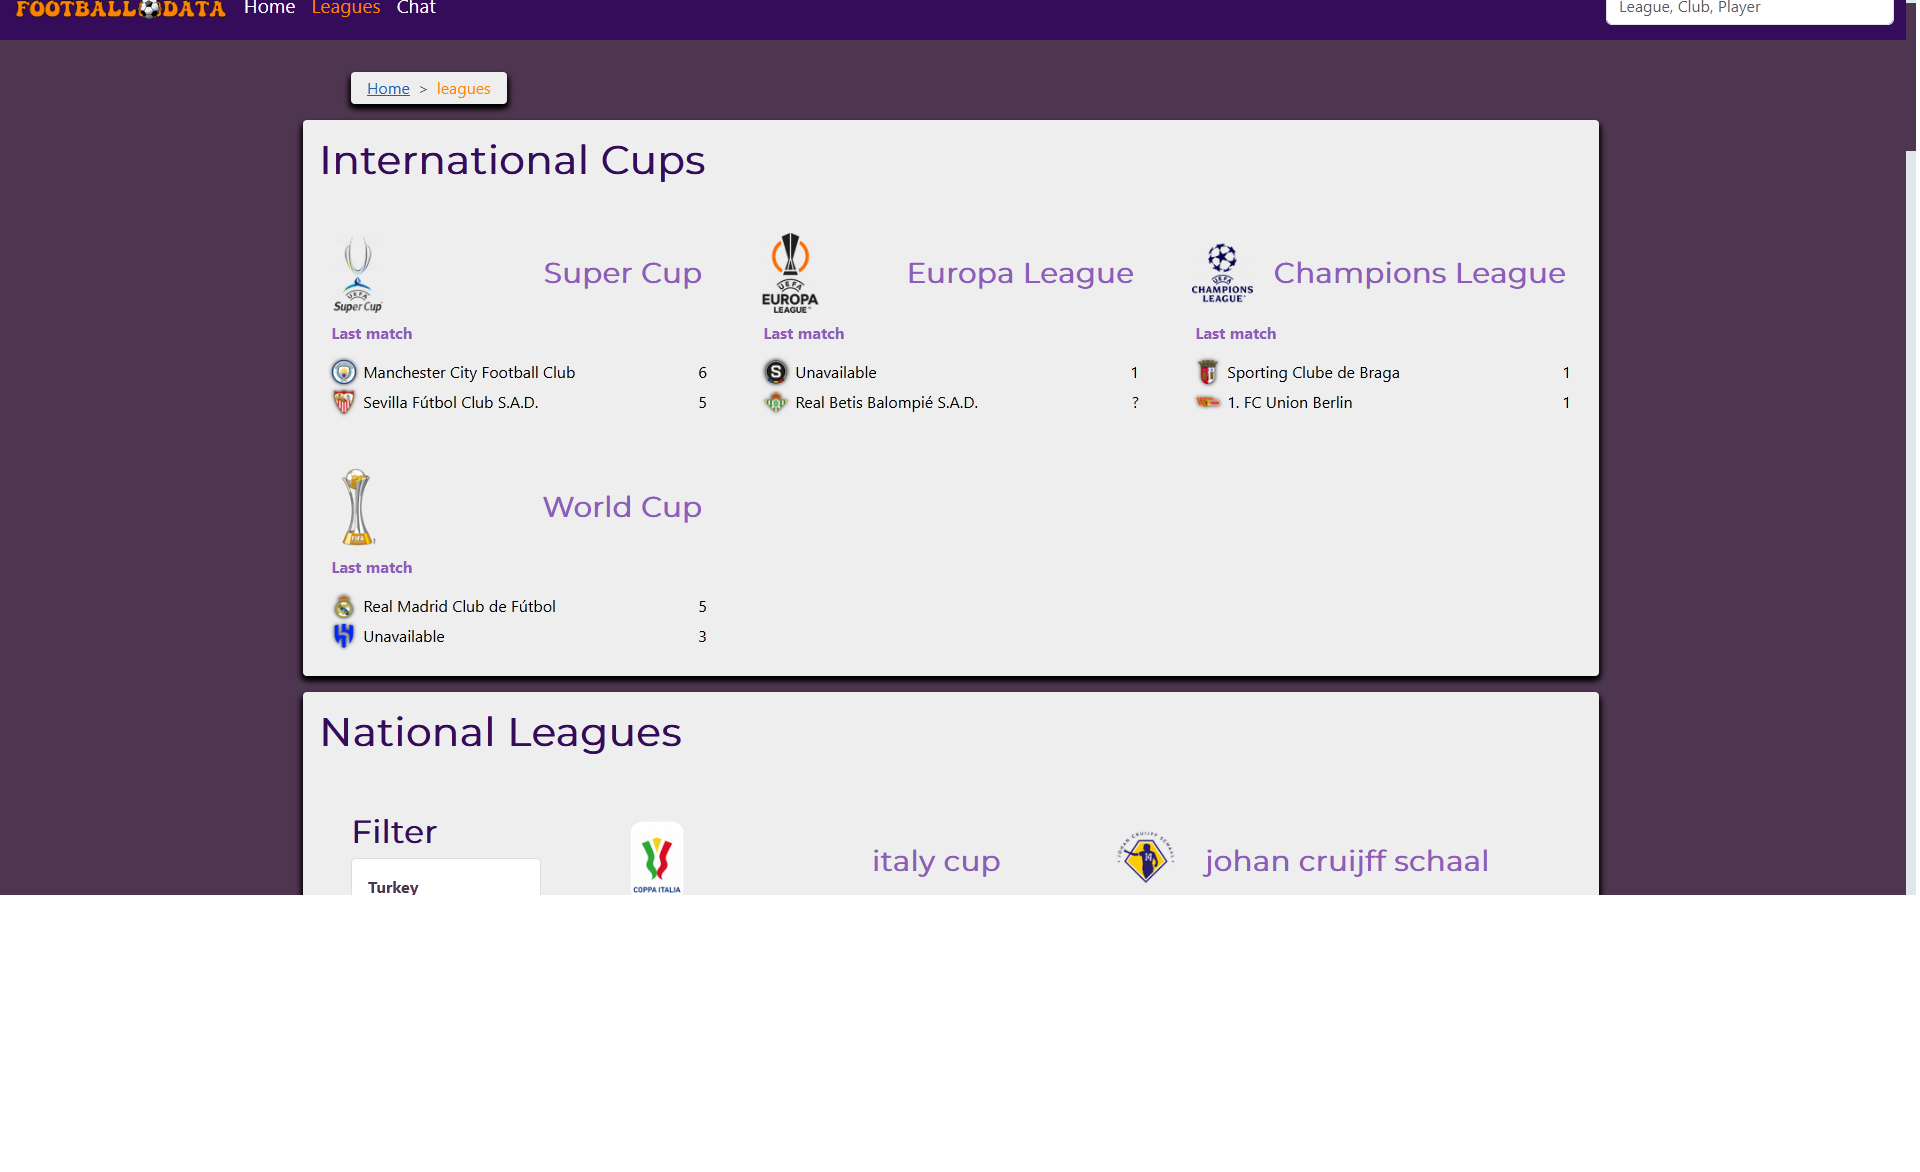 FOOTBALL DATA Home Leagues Chat League, Club, Player
Home > leagues
International Cups
UEFA Super Cup Super Cup
Last match
Manchester City Football Club 6
Sevilla Fútbol Club S.A.D. 5
UEFA EUROPA LEAGUE Europa League
Last match
S Unavailable 1
Real Betis Balompié S.A.D. ?
UEFA CHAMPIONS LEAGUE Champions League
Last match
Sporting Clube de Braga 1
1. FC Union Berlin 1
FIFA World Cup
Last match
Real Madrid Club de Fútbol 5
Unavailable 3
National Leagues
Filter
Turkey
COPPA ITALIA italy cup
JOHAN CRUIJFF SCHAAL 14 johan cruijff schaal